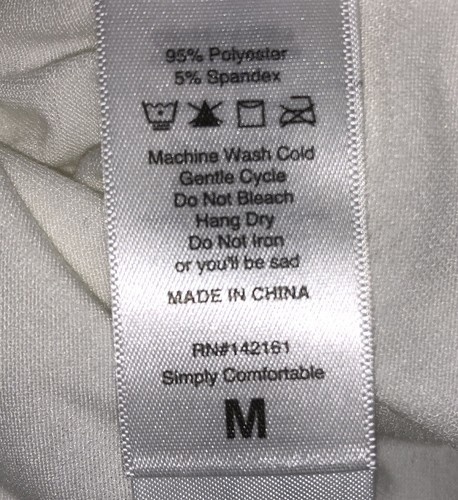 95% Polyester
5% Spandex
Machine Wash Cold
Gentle Cycle
Do Not Bleach
Hang Dry
Do Not Iron
or you'll be sad
MADE IN CHINA
RN#142161
Simply Comfortable
M